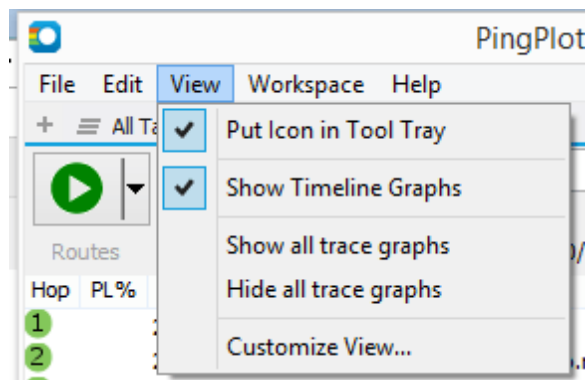 PingPlot
File Edit View Workspace Help
+ All Ta
Put Icon in Tool Tray
Show Timeline Graphs
Routes
Show all trace graphs
Hop PL%
Hide all trace graphs
1
2
Customize View...